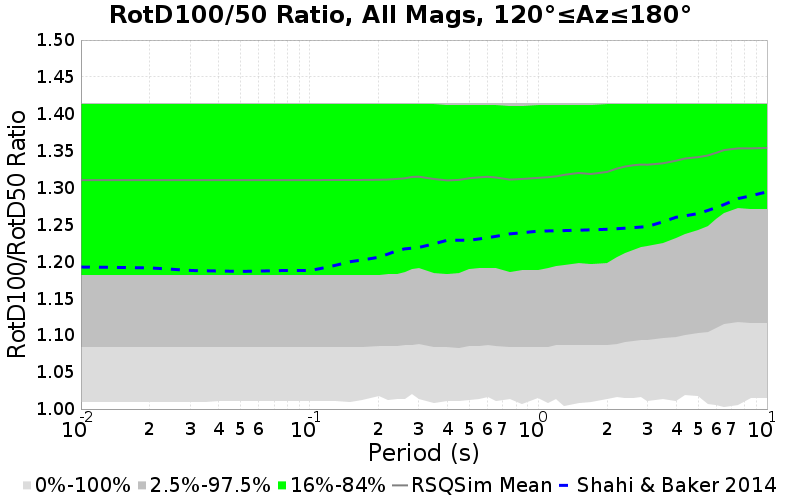 RotD100/50 Ratio, All Mags, 120°≤Az≤180°
1.50
1.45
1.40
1.35
1.30
1.25
1.20
1.15
1.10
1.05
1.00
RotD100/RotD50 Ratio
10-2 2 3 4 5 6 10-1 2 3 4 5 6 7 100 2 3 4 5 6 7 101
Period (s)
0%-100% 2.5%-97.5% 16%-84% RSQSim Mean Shahi & Baker 2014